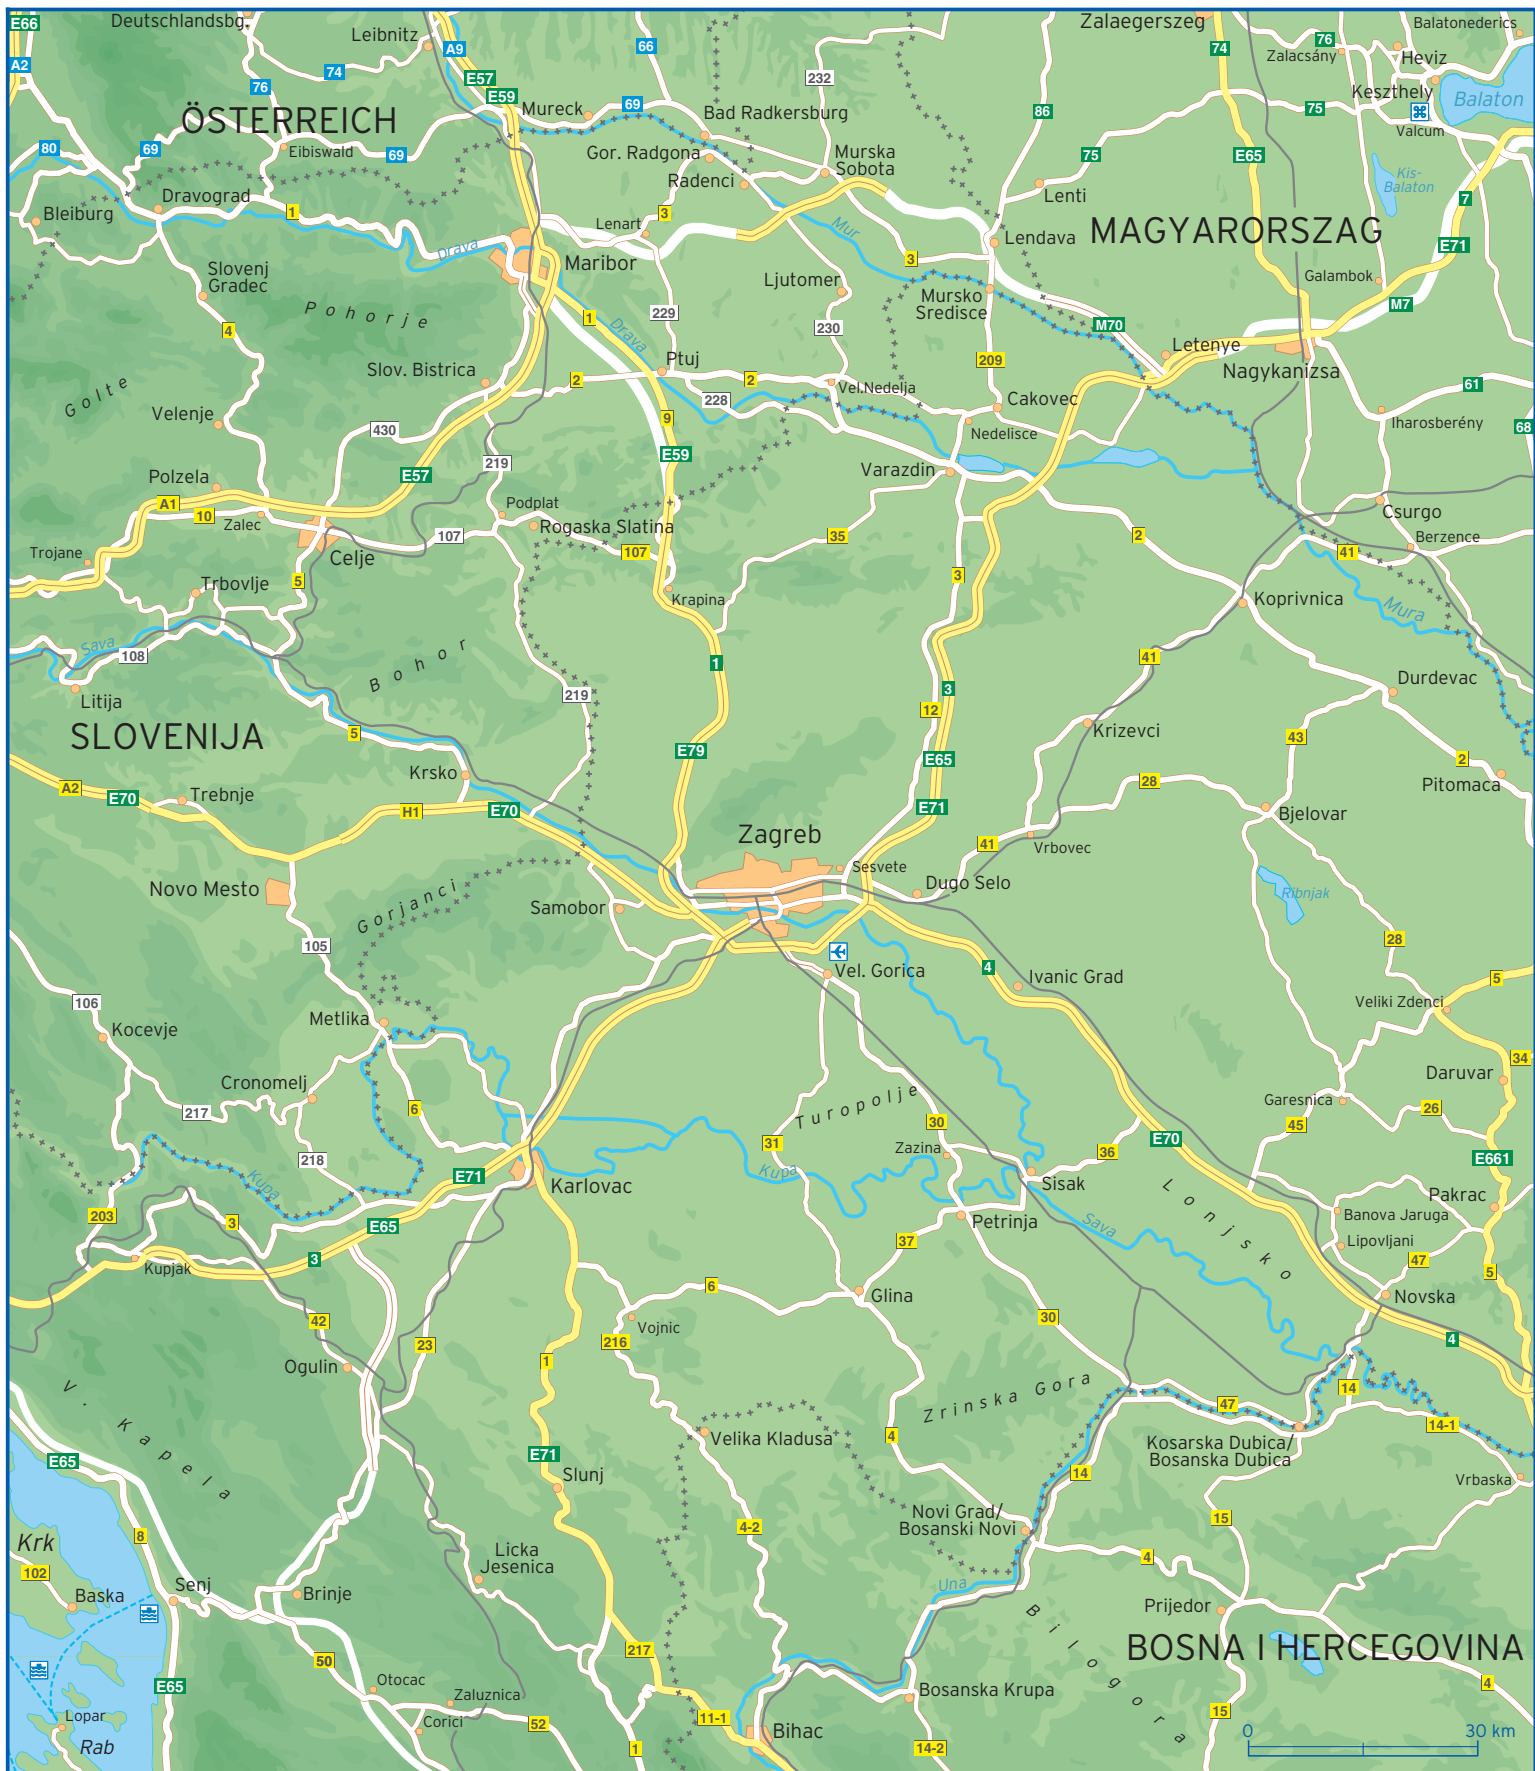 E66
Deutschlandsbg.
Leibnitz
A9
66
Zalaegerszeg
74
76
Balatonederics
A2
76
74
E57
E59
232
Zalacsány
Heviz
ÖSTERREICH
Mureck
69
Bad Radkersburg
86
75
Keszthely
Balaton
Valcum
80
69
Eibiswald
69
Gor. Radgona
Murska
Sobota
75
E65
Radenci
Kis-
Balaton
Bleiburg
Dravograd
1
Lenart
3
Lenti
7
Drava
Mur
Lendava
MAGYARORSZAG
E71
Maribor
3
Slovenj
Gradec
Ljutomer
Mursko
Sredisce
Galambok
Pohorje
1
229
230
M70
M7
4
Drava
Golte
Slov. Bistrica
2
Ptuj
2
Vel.Nedelja
209
Letenye
Nagykanizsa
61
Velenje
430
9
228
Cakovec
Nedelisce
Iharosberény
68
Polzela
219
E57
E59
Varazdin
A1
10
Zalec
Podplat
Rogaska Slatina
Csurgo
Trojane
Celje
107
107
35
2
41
Berzence
Trbovlje
5
3
Krapina
Koprivnica
Mura
Sava
108
Bohor
1
41
Litija
219
3
Durdevac
SLOVENIJA
5
12
Krizevci
43
2
Krsko
E79
E65
Pitomaca
A2
E70
Trebnje
H1
E70
E71
28
Bjelovar
Zagreb
41
Vrbovec
Novo Mesto
Sesvete
Dugo Selo
Ribnjak
Gorjanci
Samobor
105
28
Vel. Gorica
4
Ivanic Grad
5
106
Metlika
Veliki Zdenci
Kocevje
34
Cronomelj
Daruvar
217
6
Turopolje
Garesnica
26
31
30
45
218
Zazina
36
E70
E661
Kupa
E71
Karlovac
Kupa
Sisak
Lonjsko
Pakrac
203
3
E65
Petrinja
Sava
Banova Jaruga
3
37
Lipovljani
47
Kupjak
6
Glina
5
42
Vojnic
30
Novska
23
216
4
Ogulin
1
V. Kapela
Zrinska Gora
14
47
E65
E71
Velika Kladusa
4
Kosarska Dubica/
Bosanska Dubica
14-1
Slunj
14
Vrbaska
8
4-2
Novi Grad/
Bosanski Novi
15
Krk
Licka
Jesenica
4
102
Baska
Senj
Brinje
Una
Bilogora
Prijedor
217
BOSNA I HERCEGOVINA
50
E65
Otocac
Zaluznica
Bosanska Krupa
4
Lopar
Corici
52
11-1
15
Rab
1
Bihac
14-2
0
30 km